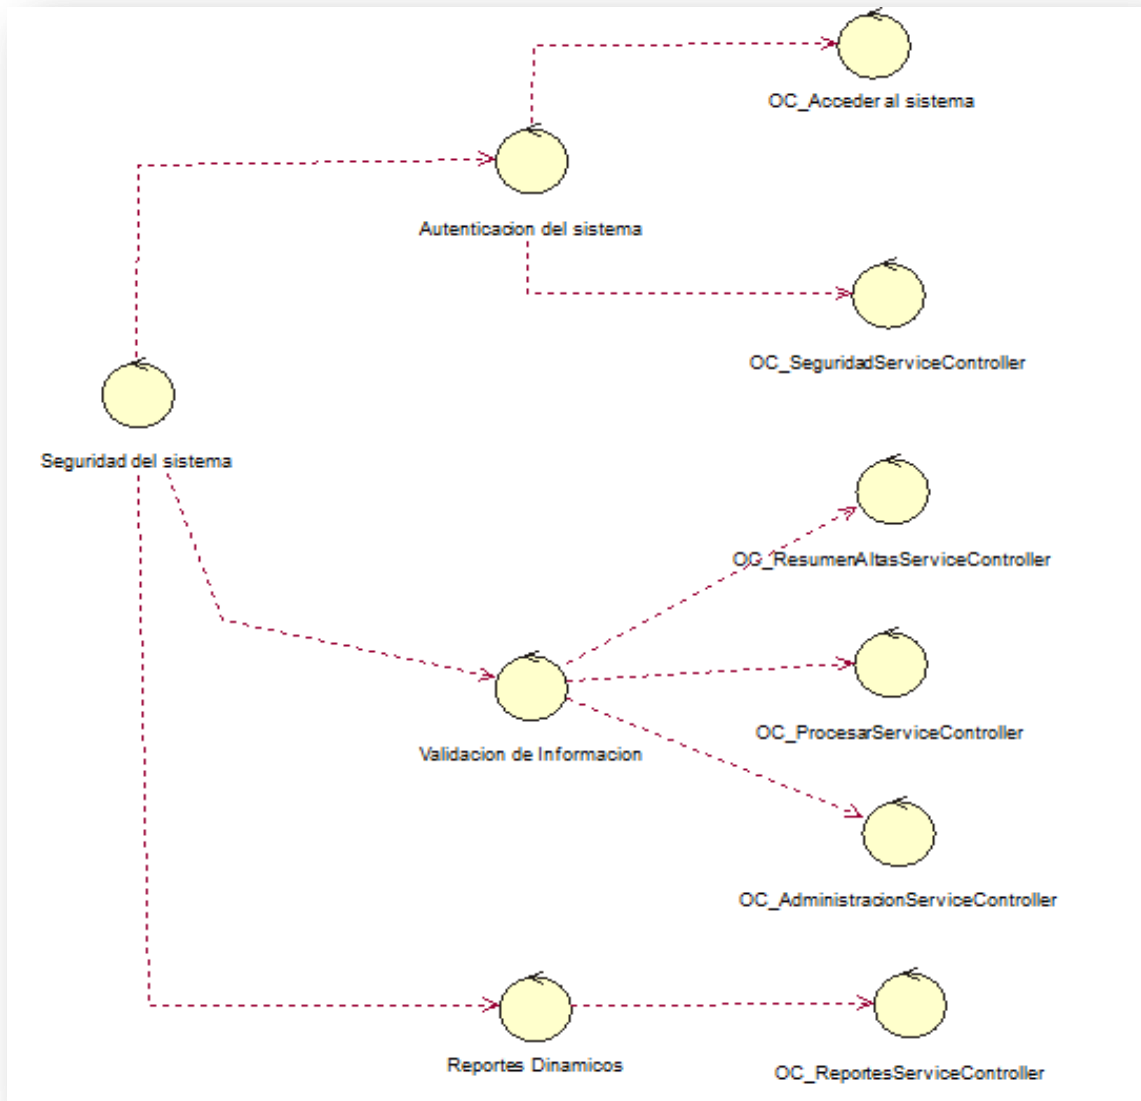 OC_Acceder al sistema
Autenticacion del sistema
OC_SeguridadServiceController
Seguridad del sistema
OC_ResumenAltasServiceController
OC_ProcesarServiceController
Validacion de Informacion
OC_AdministracionServiceController
Reportes Dinamicos
OC_ReportesServiceController